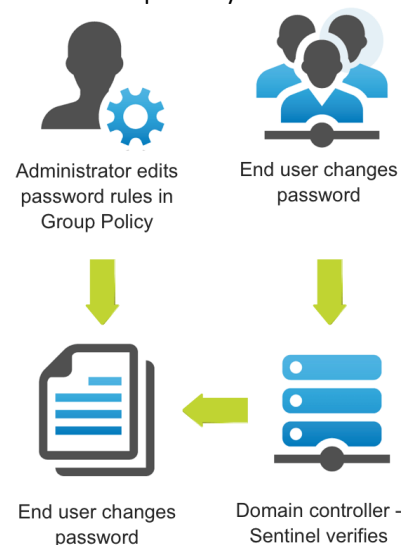 Administrator edits
password rules in
Group Policy
End user changes
password
End user changes
password
Domain controller -
Sentinel verifies